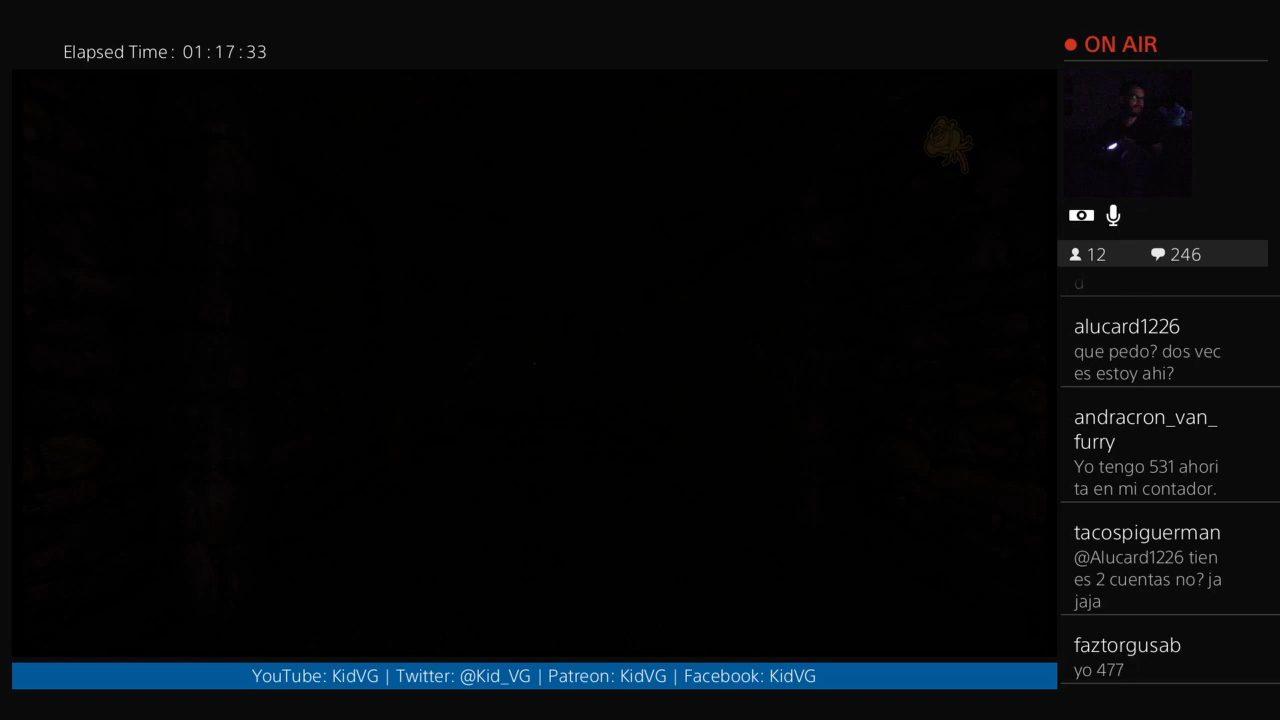 Elapsed Time: 01:17:33
ON AIR
12 246
d
alucard1226
que pedo? dos vec
es estoy ahi?
andracron_van_
furry
Yo tengo 531 ahori
ta en mi contador.
tacospiguerman
@Alucard1226 tien
es 2 cuentas no? ja
jaja
faztorgusab
yo 477
YouTube: KidVG | Twitter: @Kid_VG | Patreon: KidVG | Facebook: KidVG